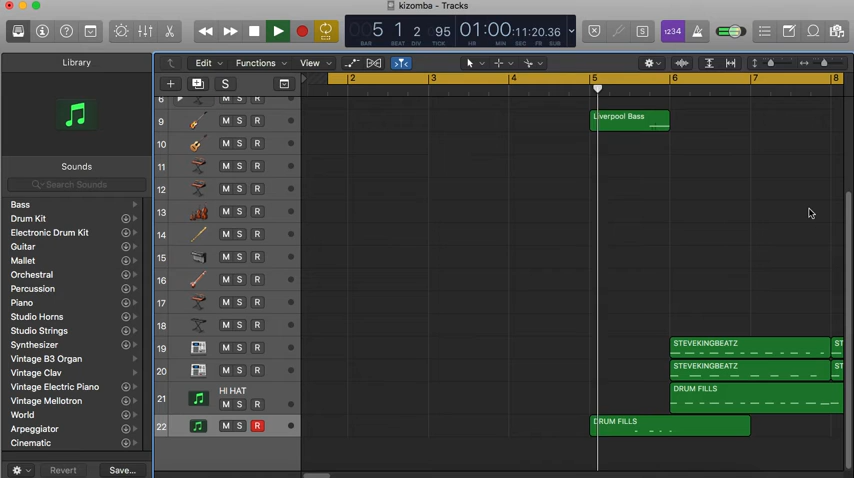 kizomba - Tracks
5 1 2 95 01:00:11:20.36
BAR BEAT DIV SEC HR MIN SEC FR SUB
1234
Library
Edit Functions View
S
2 3 4 5 6 7 8
6 M S R
9 M S R Liverpool Bass
10 M S R
11 M S R
Sounds
12 M S R
Search Sounds
Bass
13 M S R
Drum Kit
Electronic Drum Kit
14 M S R
Guitar
15 M S R
Mallet
Orchestral
16 M S R
Percussion
17 M S R
Piano
Studio Horns
18 M S R
Studio Strings
Synthesizer
19 M S R STEVEKINGBEATZ ST
Vintage B3 Organ
20 M S R STEVEKINGBEATZ ST
Vintage Clav
Vintage Electric Piano
21 HI HAT DRUM FILLS
M S R
Vintage Mellotron
World
22 M S R DRUM FILLS
Arpeggiator
Cinematic
Revert Save...